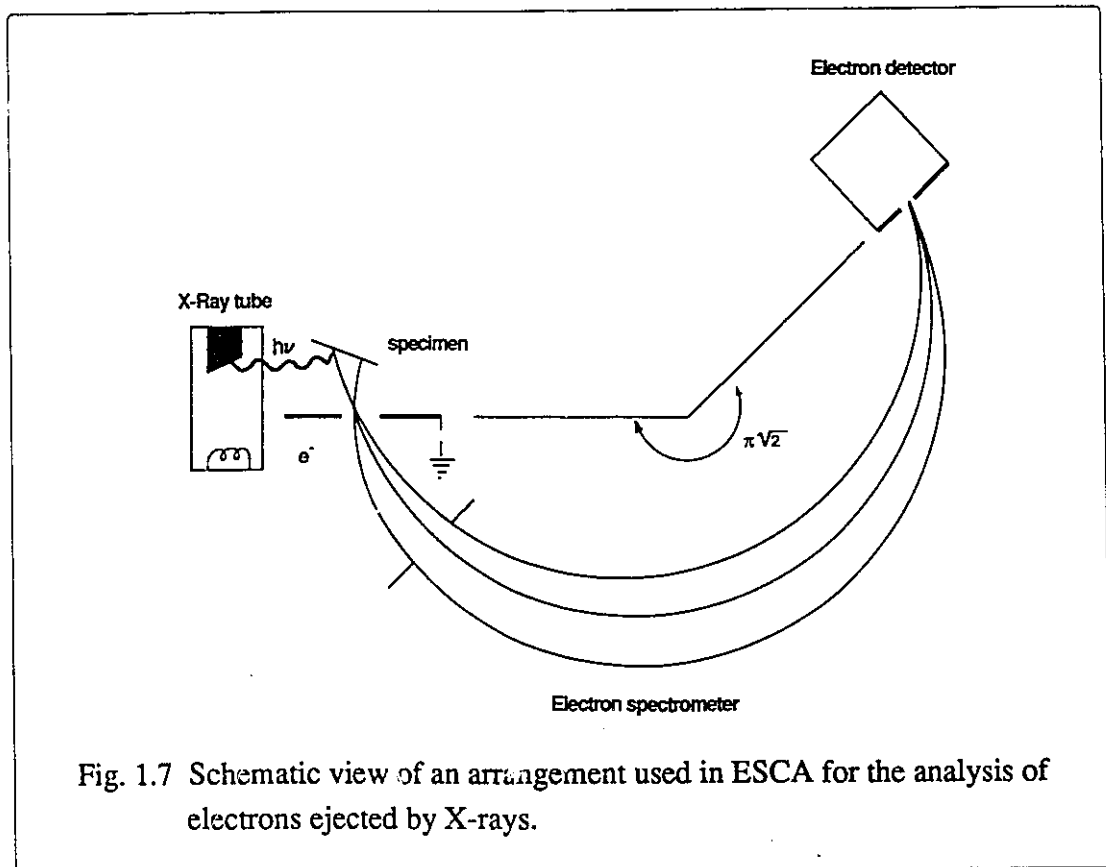 Electron detector
X-Ray tube
hν
specimen
e⁻
π√2
Electron spectrometer
Fig. 1.7 Schematic view of an arrangement used in ESCA for the analysis of
electrons ejected by X-rays.